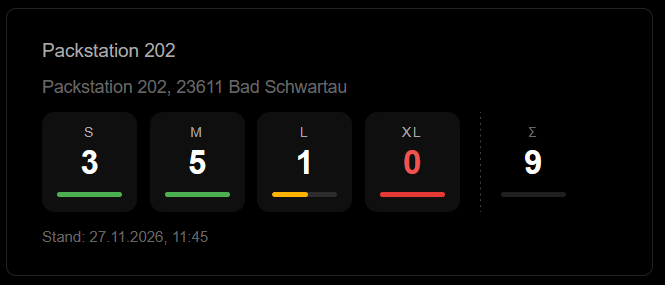 Packstation 202
Packstation 202, 23611 Bad Schwartau
S M L XL Σ
3 5 1 0 9
Stand: 27.11.2026, 11:45